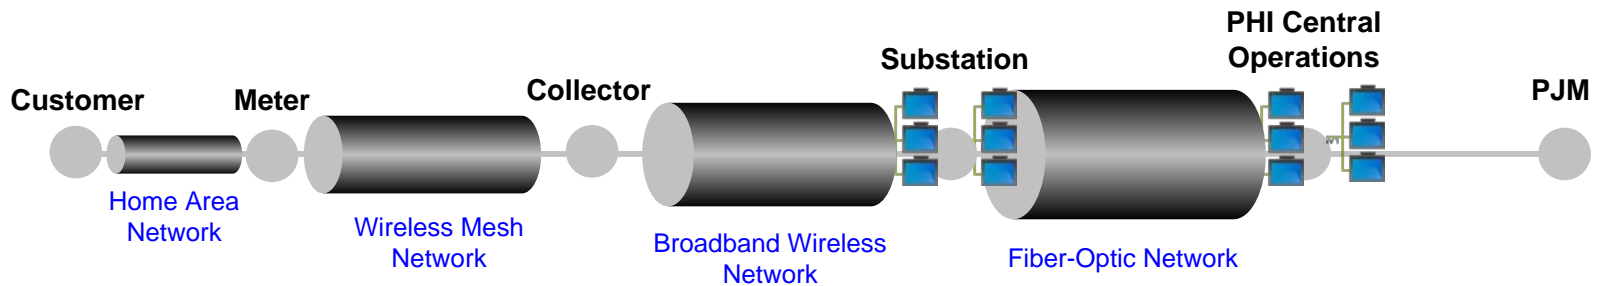 PHI Central
Operations
Substation
Collector
Customer
Meter
PJM
Home Area
Network
Wireless Mesh
Network
Broadband Wireless
Network
Fiber-Optic Network